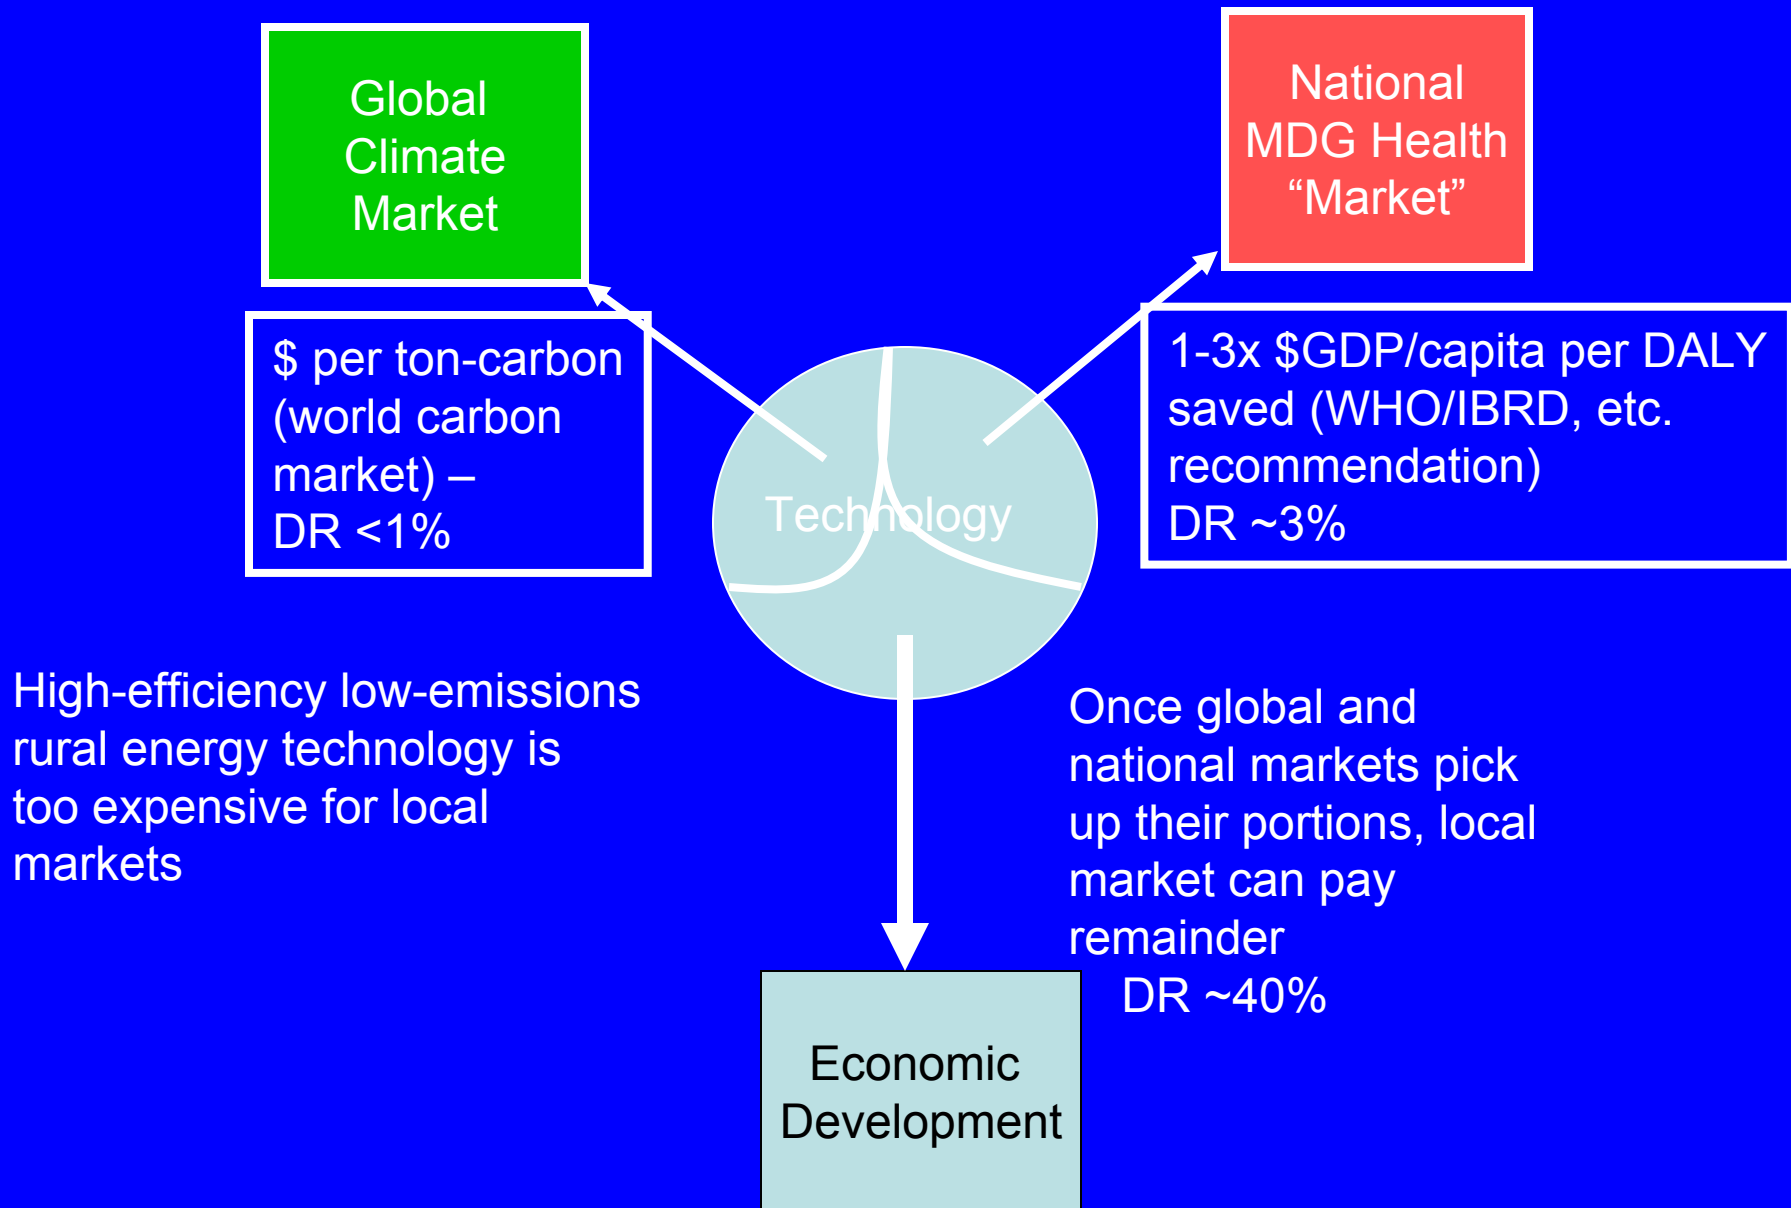 Global
Climate
Market
National
MDG Health
“Market”
$ per ton-carbon
(world carbon
market) –
DR <1%
1-3x $GDP/capita per DALY
saved (WHO/IBRD, etc.
recommendation)
DR ~3%
Technology
High-efficiency low-emissions
rural energy technology is
too expensive for local
markets
Once global and
national markets pick
up their portions, local
market can pay
remainder
DR ~40%
Economic
Development